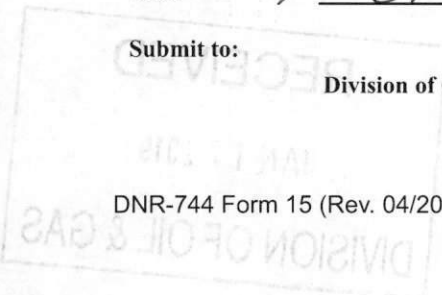 Submit to:
RECEIVED
Division of
DNR-744 Form 15 (Rev. 04/20
DIVISION OF OIL & GAS